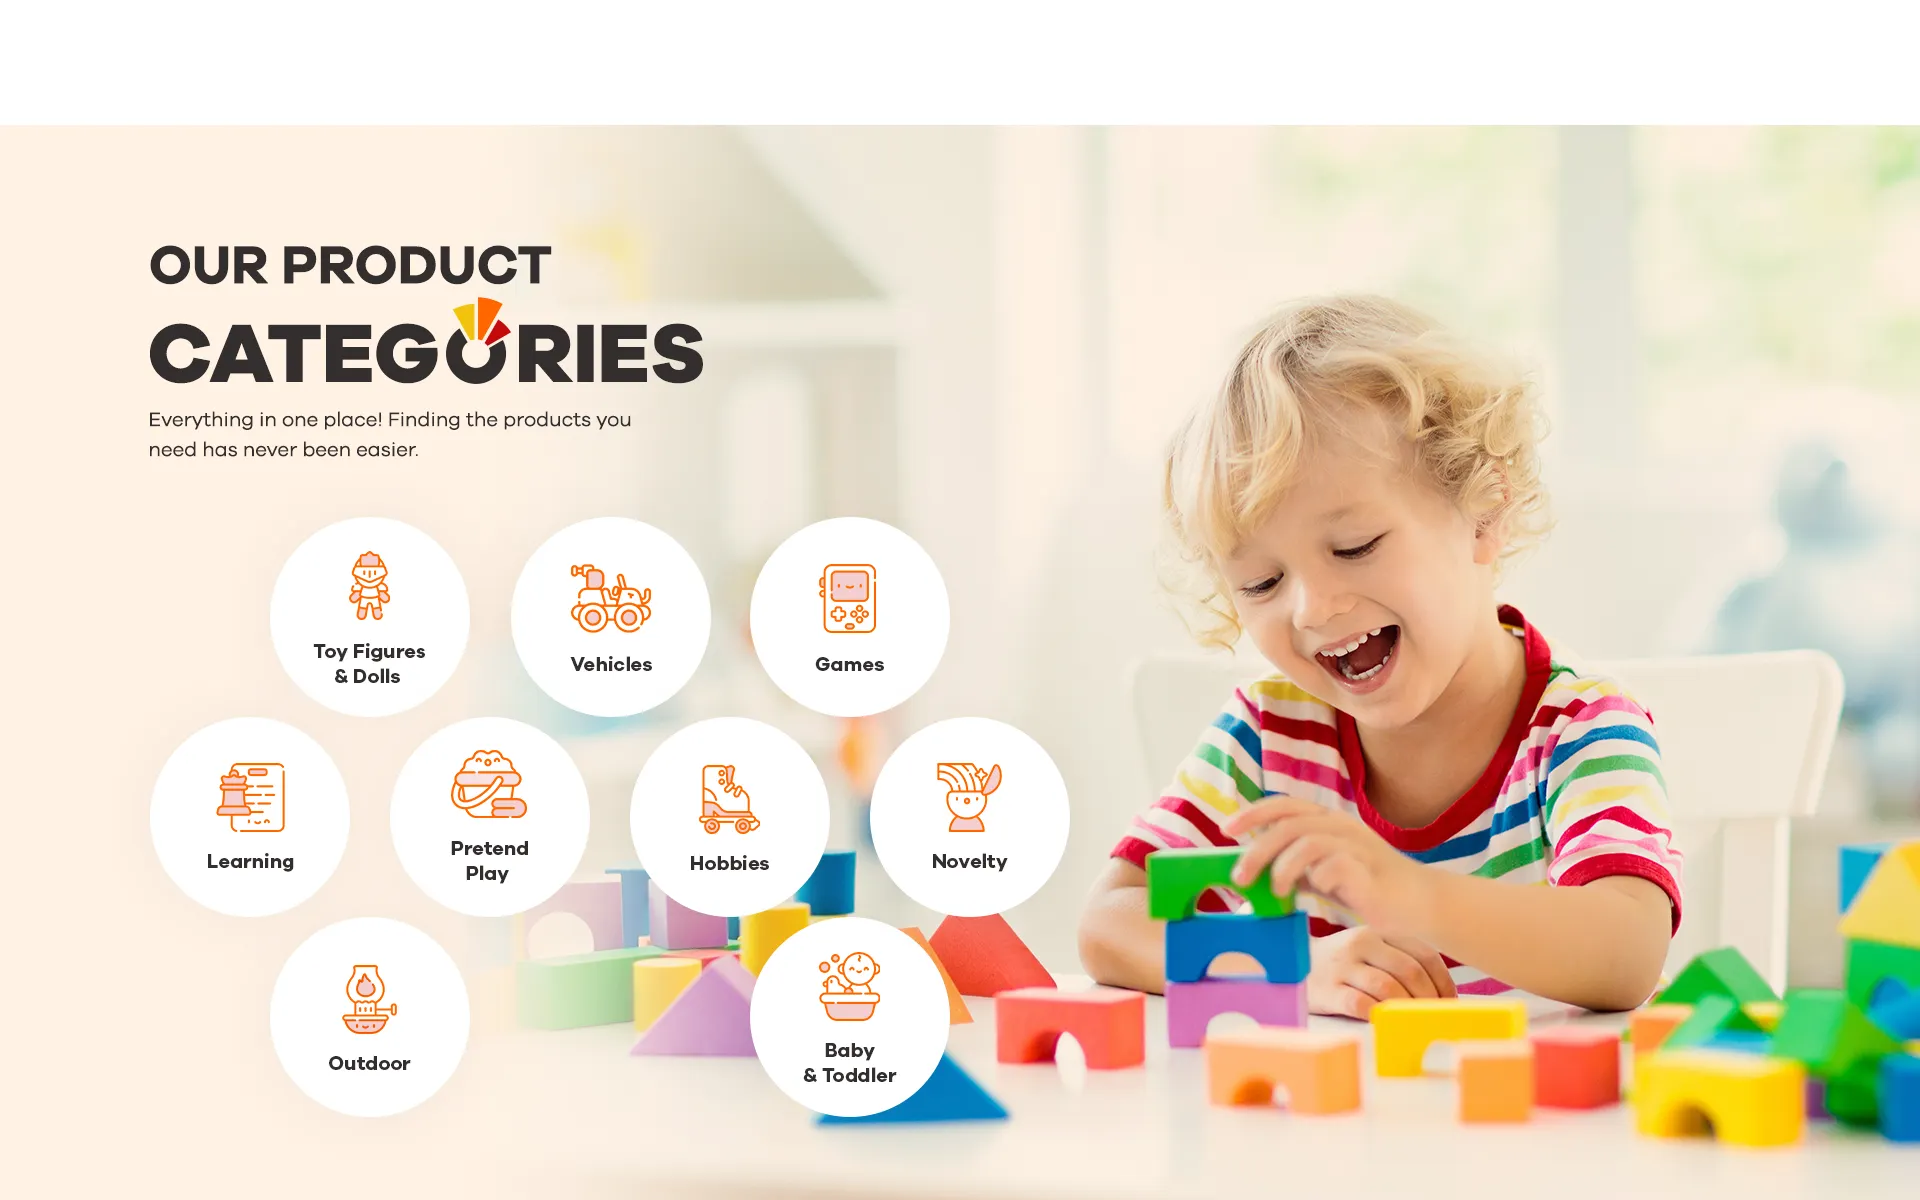 OUR PRODUCT
CATEGORIES
Everything in one place! Finding the products you
need has never been easier.
Toy Figures
& Dolls
Vehicles
Games
Learning
Pretend
Play
Hobbies
Novelty
Outdoor
Baby
& Toddler